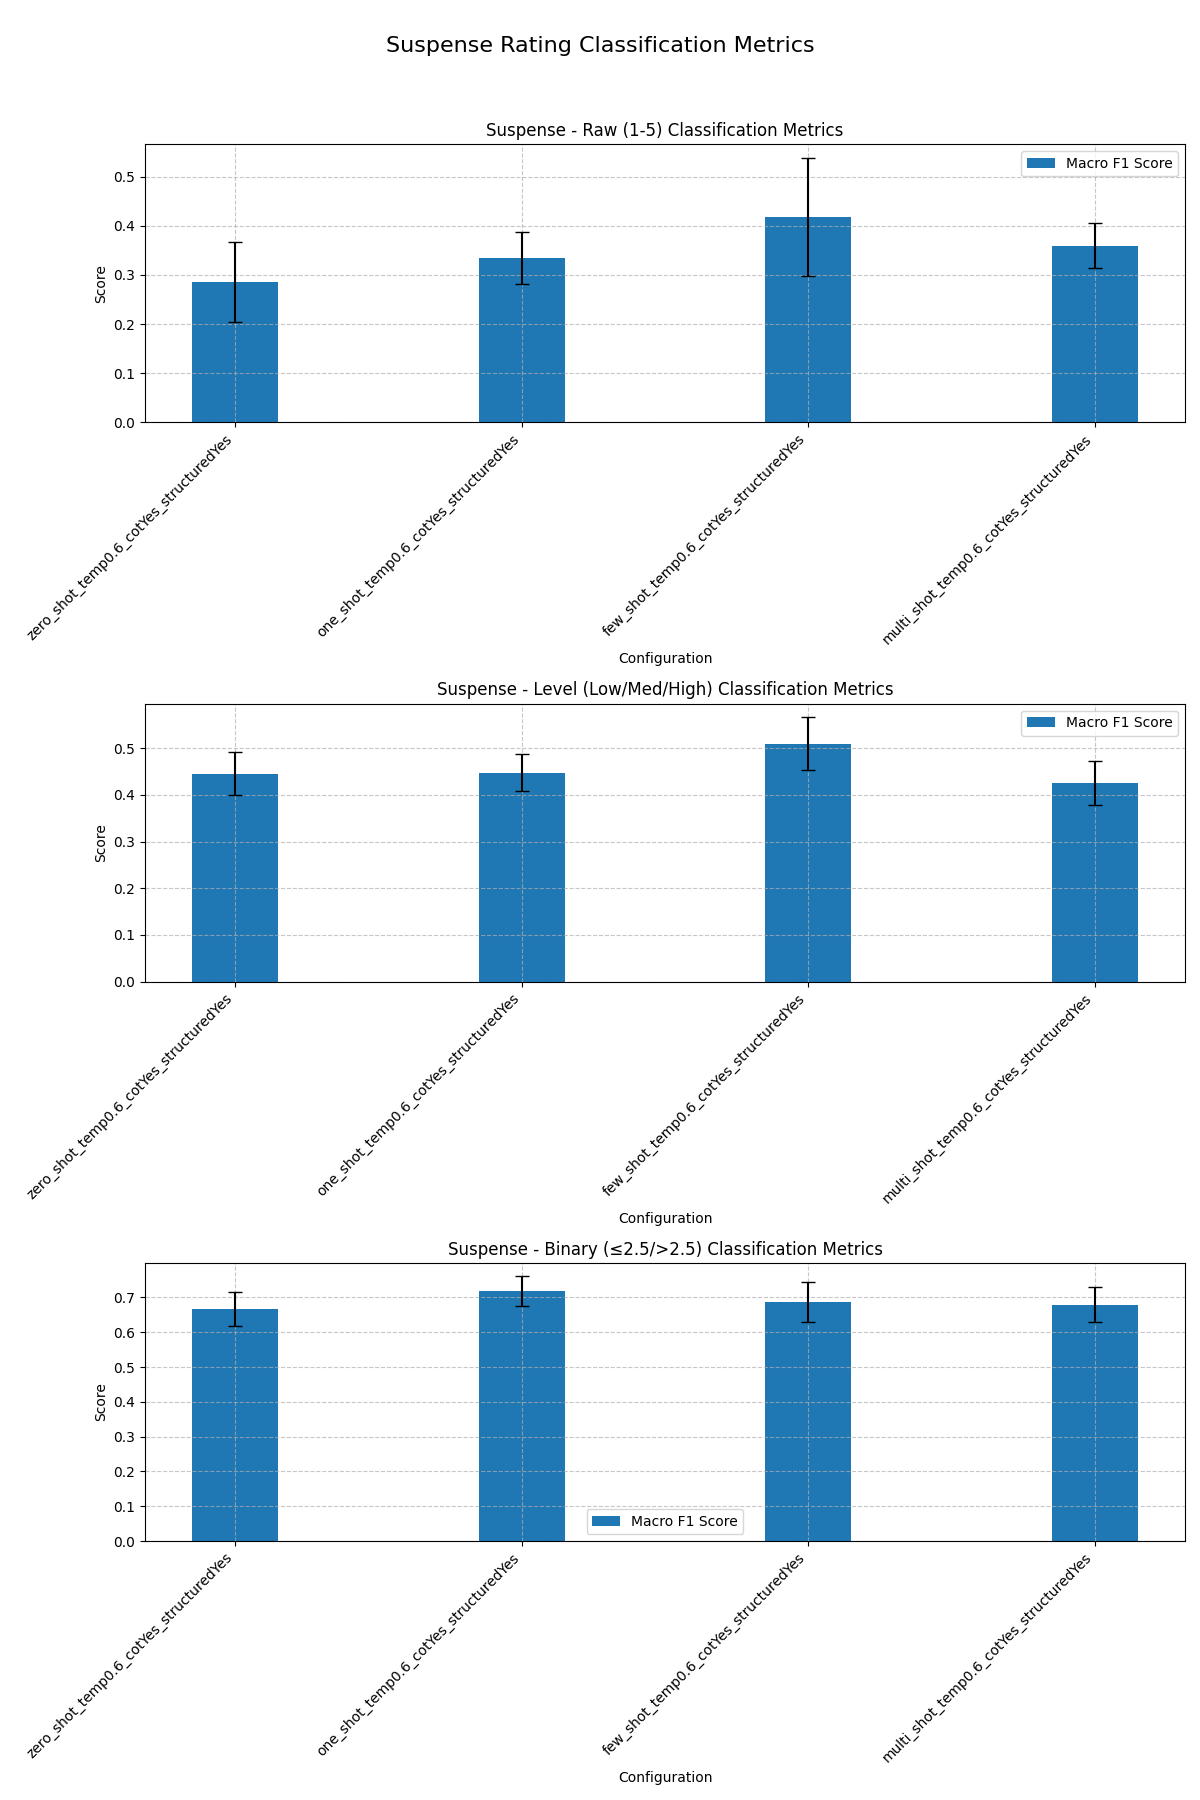 Suspense Rating Classification Metrics
Suspense - Raw (1-5) Classification Metrics
Macro F1 Score
Score
0.5
0.4
0.3
0.2
0.1
0.0
zero_shot_temp0.6_cotYes_structuredYes
one_shot_temp0.6_cotYes_structuredYes
few_shot_temp0.6_cotYes_structuredYes
multi_shot_temp0.6_cotYes_structuredYes
Configuration
Suspense - Level (Low/Med/High) Classification Metrics
Macro F1 Score
Score
0.5
0.4
0.3
0.2
0.1
0.0
zero_shot_temp0.6_cotYes_structuredYes
one_shot_temp0.6_cotYes_structuredYes
few_shot_temp0.6_cotYes_structuredYes
multi_shot_temp0.6_cotYes_structuredYes
Configuration
Suspense - Binary (≤2.5/>2.5) Classification Metrics
Score
0.7
0.6
0.5
0.4
0.3
0.2
0.1
0.0
Macro F1 Score
zero_shot_temp0.6_cotYes_structuredYes
one_shot_temp0.6_cotYes_structuredYes
few_shot_temp0.6_cotYes_structuredYes
multi_shot_temp0.6_cotYes_structuredYes
Configuration